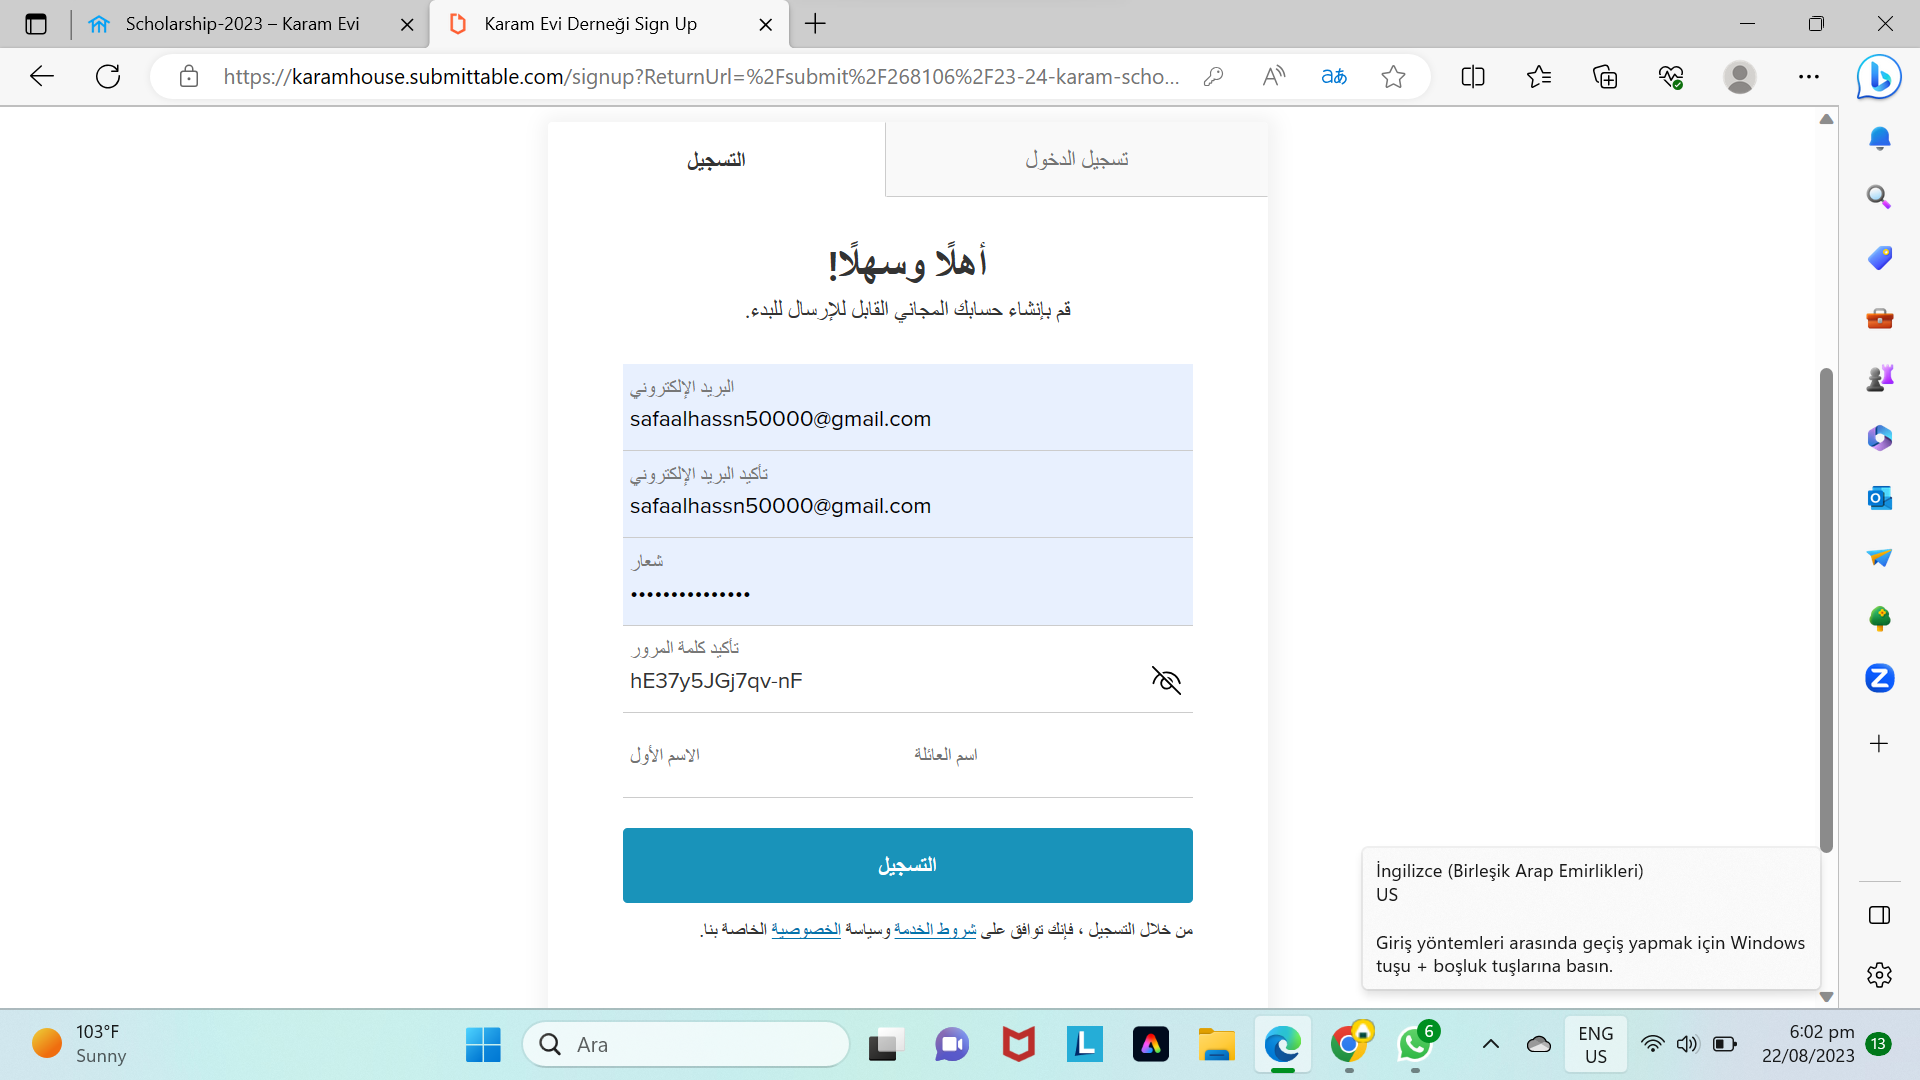 Scholarship-2023 – Karam Evi
Karam Evi Derneği Sign Up
https://karamhouse.submittable.com/signup?ReturnUrl=%2Fsubmit%2F268106%2F23-24-karam-scho...
التسجيل
تسجيل الدخول
أهلًا وسهلًا!
قم بإنشاء حسابك المجاني القابل للإرسال للبدء.
البريد الإلكتروني
safaalhassn50000@gmail.com
تأكيد البريد الإلكتروني
safaalhassn50000@gmail.com
شعار
•••••••••••••••
تأكيد كلمة المرور
hE37y5JGj7qv-nF
الاسم الأول
اسم العائلة
التسجيل
من خلال التسجيل ، فإنك توافق على شروط الخدمة وسياسة الخصوصية الخاصة بنا.
İngilizce (Birleşik Arap Emirlikleri)
US
Giriş yöntemleri arasında geçiş yapmak için Windows
tuşu + boşluk tuşlarına basın.
103°F
Sunny
Ara
6
ENG
US
6:02 pm
22/08/2023
13